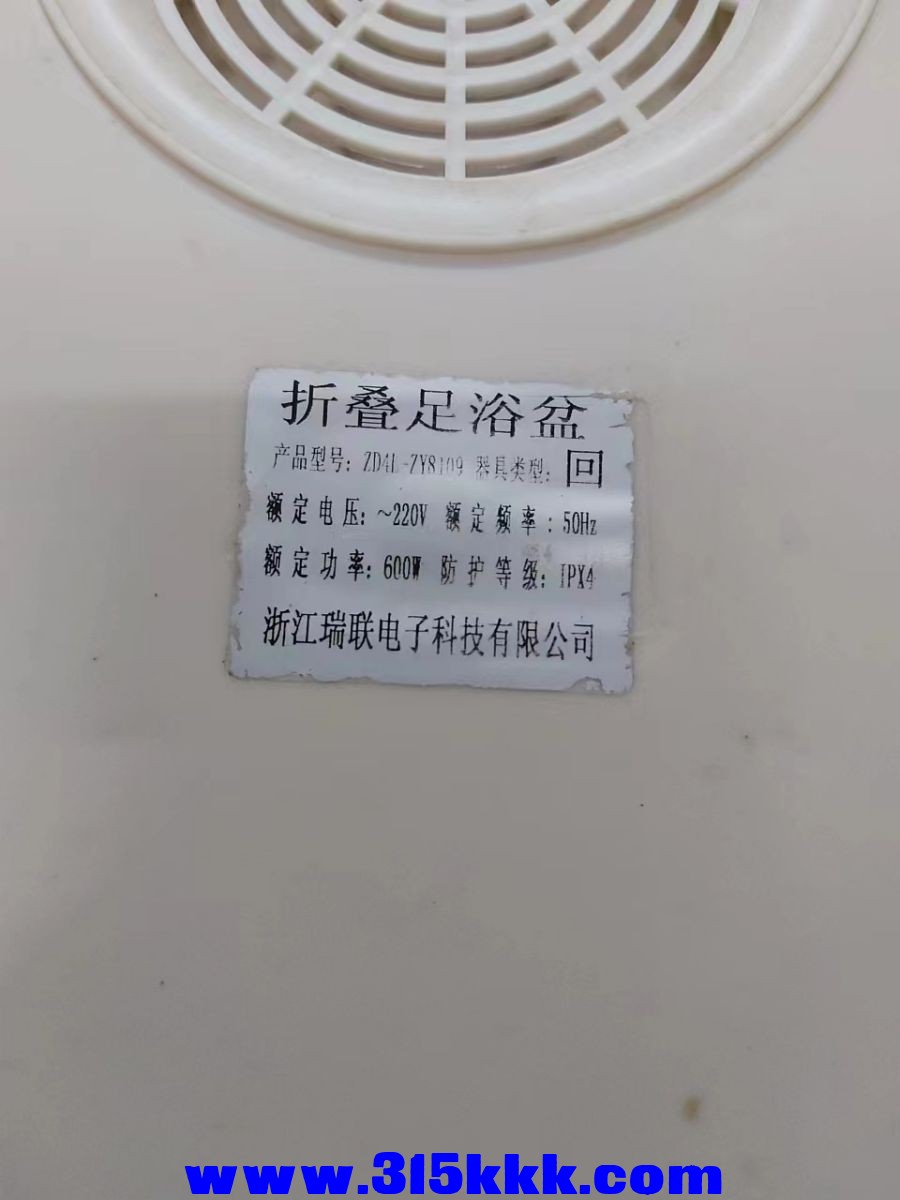 折叠足浴盆
产品型号: ZD4L-ZY8109 器具类型: 回
额定电压: ~220V 额定频率: 50Hz
额定功率: 600W 防护等级: IPX4
浙江瑞联电子科技有限公司
www.315kkk.com